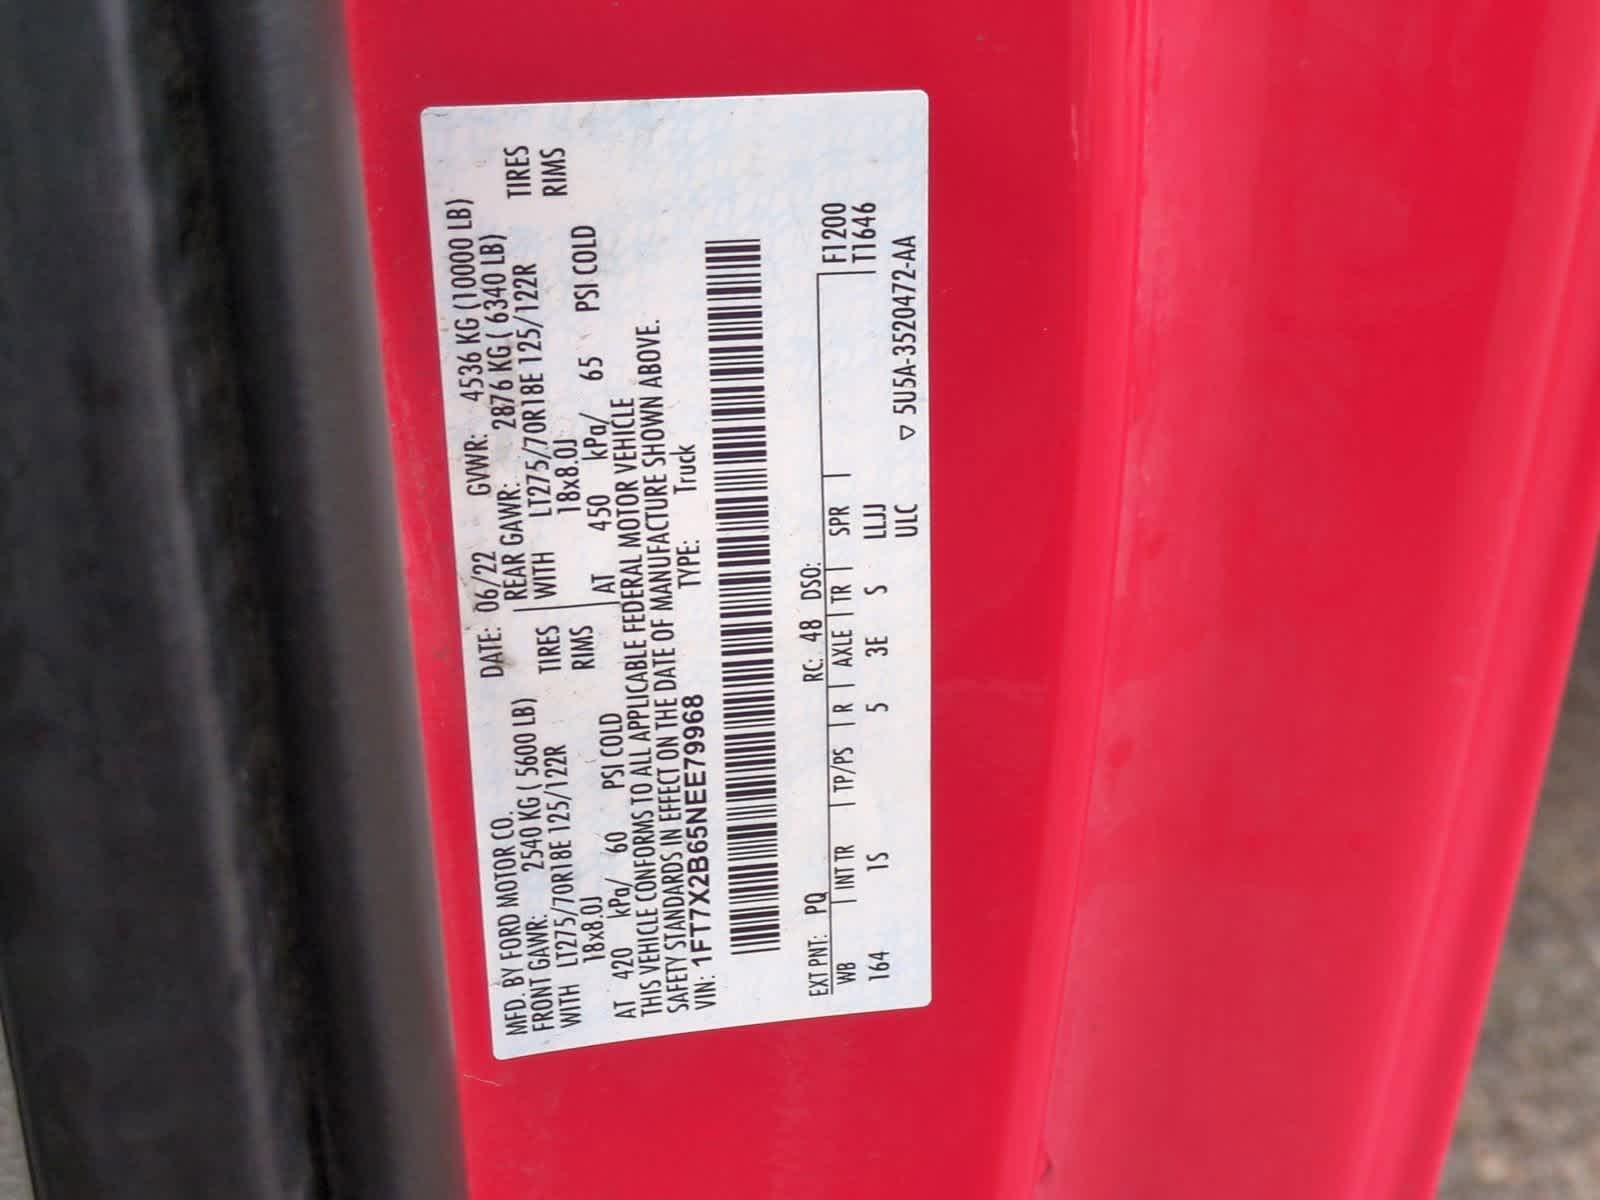 MFD. BY FORD MOTOR CO. DATE: 06/22 GVWR: 4536 KG (10000 LB)
FRONT GAWR: 2540 KG ( 5600 LB) REAR GAWR: 2876 KG ( 6340 LB)
WITH LT275/70R18E 125/122R TIRES WITH LT275/70R18E 125/122R TIRES
18x8.0J RIMS 18x8.0J RIMS
AT 420 kPa/ 60 PSI COLD AT 450 kPa/ 65 PSI COLD
THIS VEHICLE CONFORMS TO ALL APPLICABLE FEDERAL MOTOR VEHICLE
SAFETY STANDARDS IN EFFECT ON THE DATE OF MANUFACTURE SHOWN ABOVE.
VIN: 1FT7X2B65NEE79968 TYPE: Truck
EXT PNT: PQ RC: 48 DSO: F1200
WB | INT TR | TP/PS | R | AXLE | TR | SPR | T1646
164 1S 5 3E S LLJJ
ULC ▽ 5U5A-3520472-AA